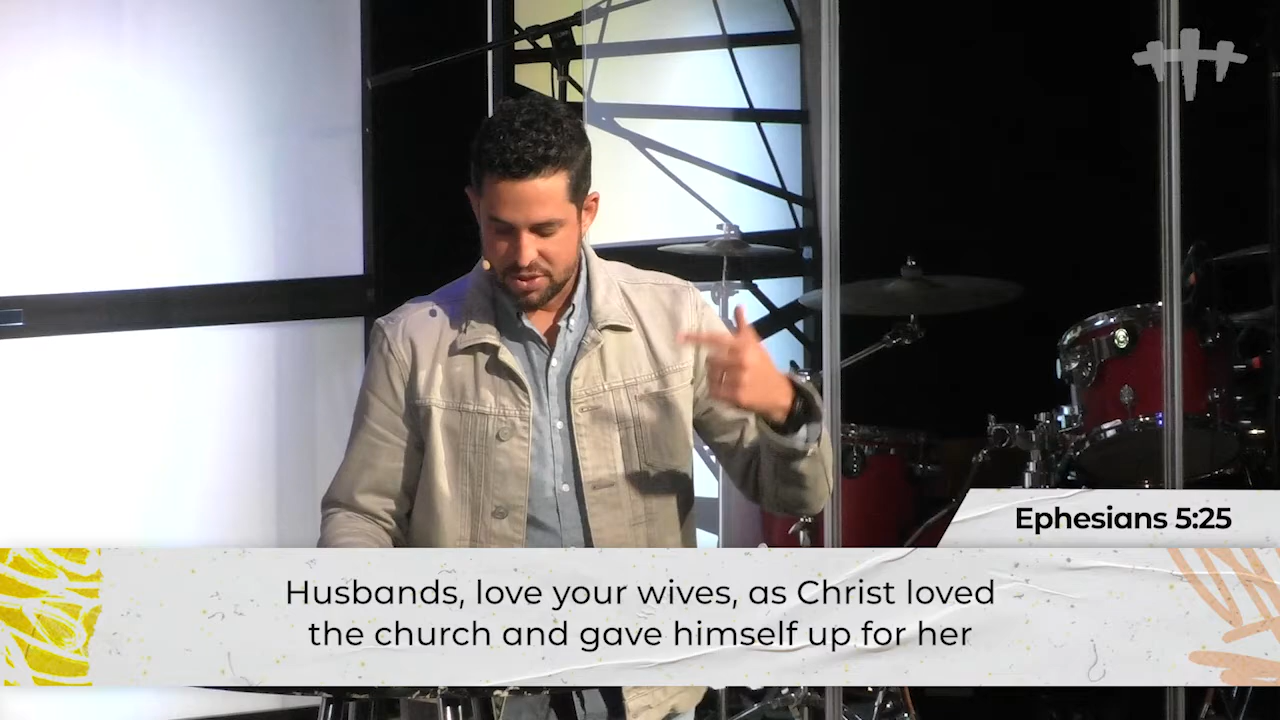 Ephesians 5:25
Husbands, love your wives, as Christ loved
the church and gave himself up for her